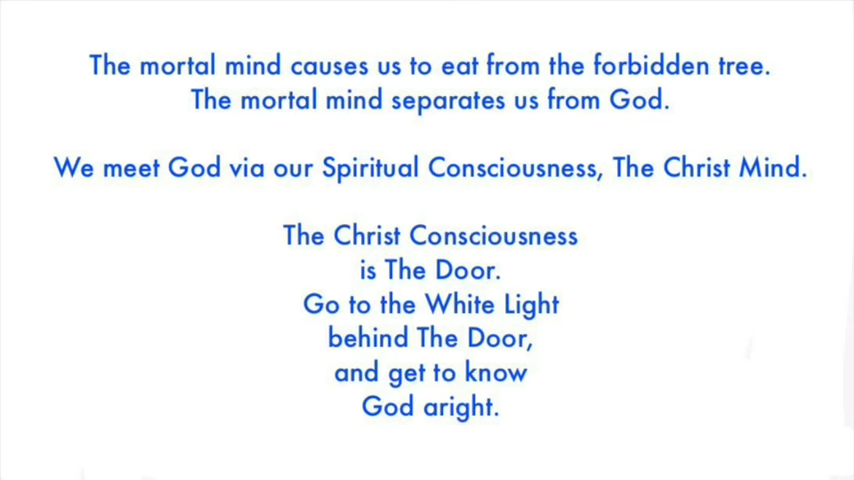 The mortal mind causes us to eat from the forbidden tree.
The mortal mind separates us from God.
We meet God via our Spiritual Consciousness, The Christ Mind.
The Christ Consciousness
is The Door.
Go to the White Light
behind The Door,
and get to know
God aright.